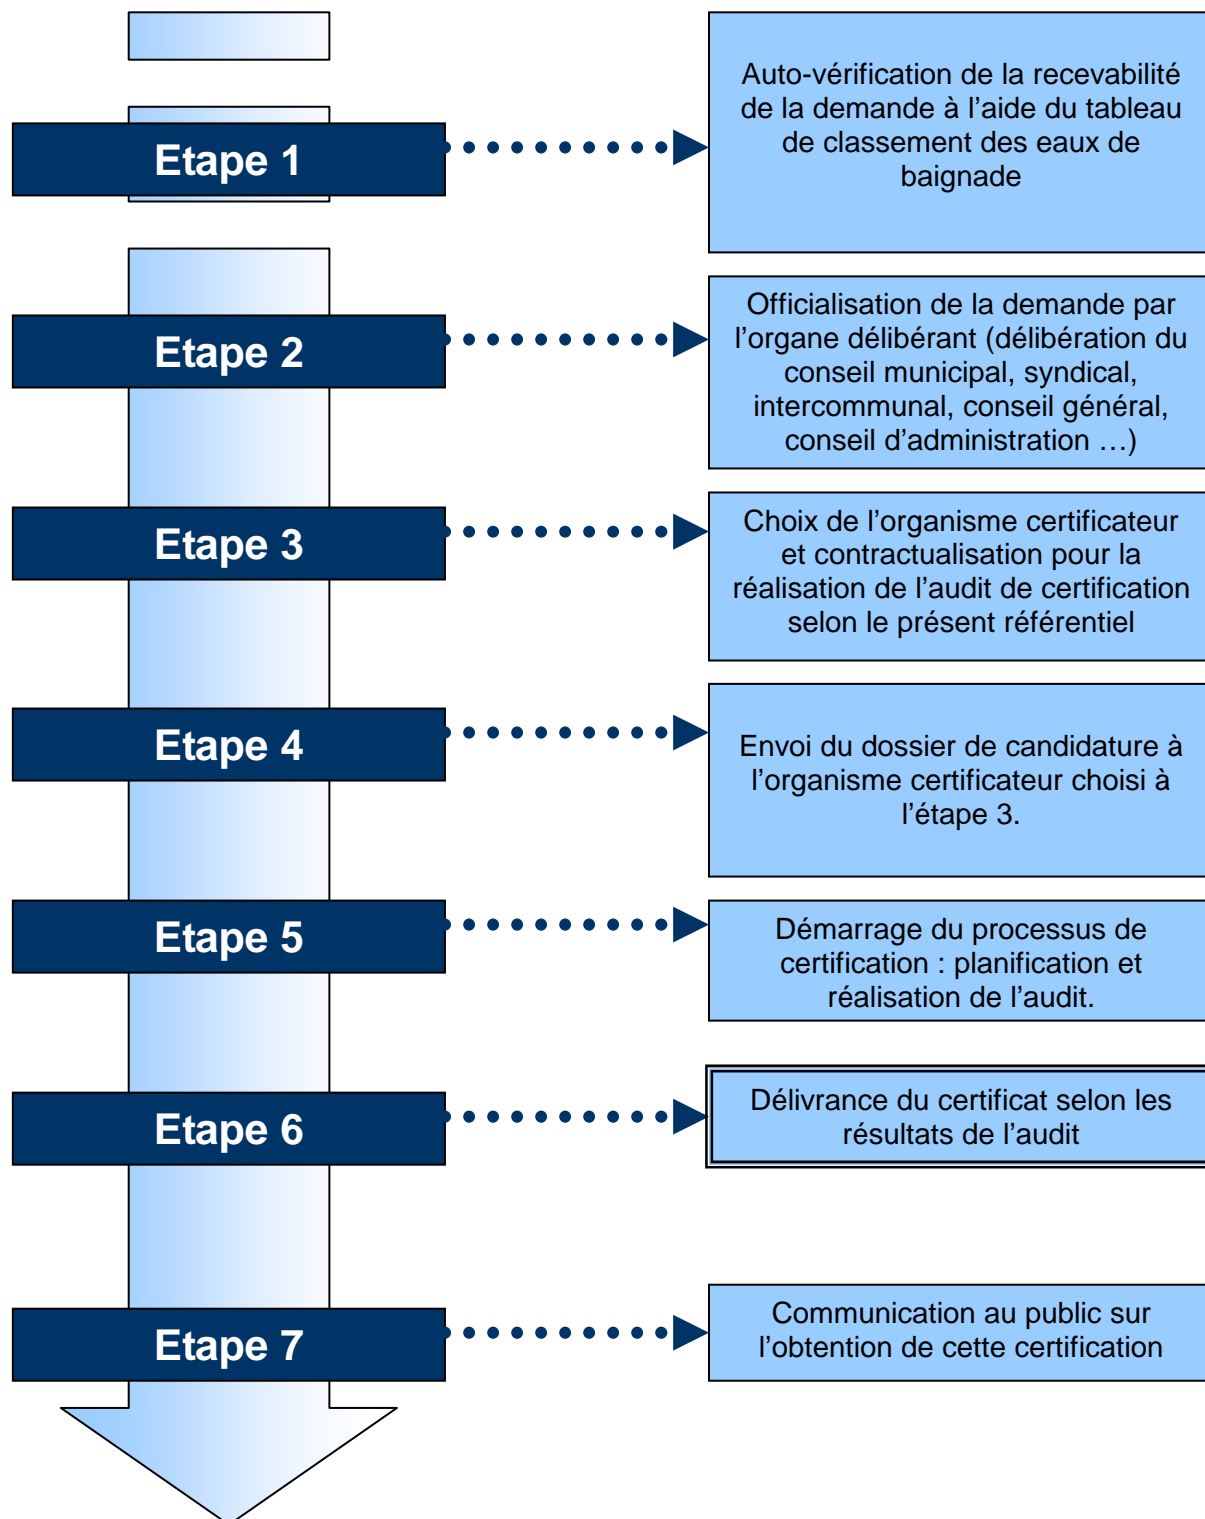 Etape 1
Auto-vérification de la recevabilité
de la demande à l’aide du tableau
de classement des eaux de
baignade
Etape 2
Officialisation de la demande par
l’organe délibérant (délibération du
conseil municipal, syndical,
intercommunal, conseil général,
conseil d’administration …)
Etape 3
Choix de l’organisme certificateur
et contractualisation pour la
réalisation de l’audit de certification
selon le présent référentiel
Etape 4
Envoi du dossier de candidature à
l’organisme certificateur choisi à
l’étape 3.
Etape 5
Démarrage du processus de
certification : planification et
réalisation de l’audit.
Etape 6
Délivrance du certificat selon les
résultats de l’audit
Etape 7
Communication au public sur
l’obtention de cette certification